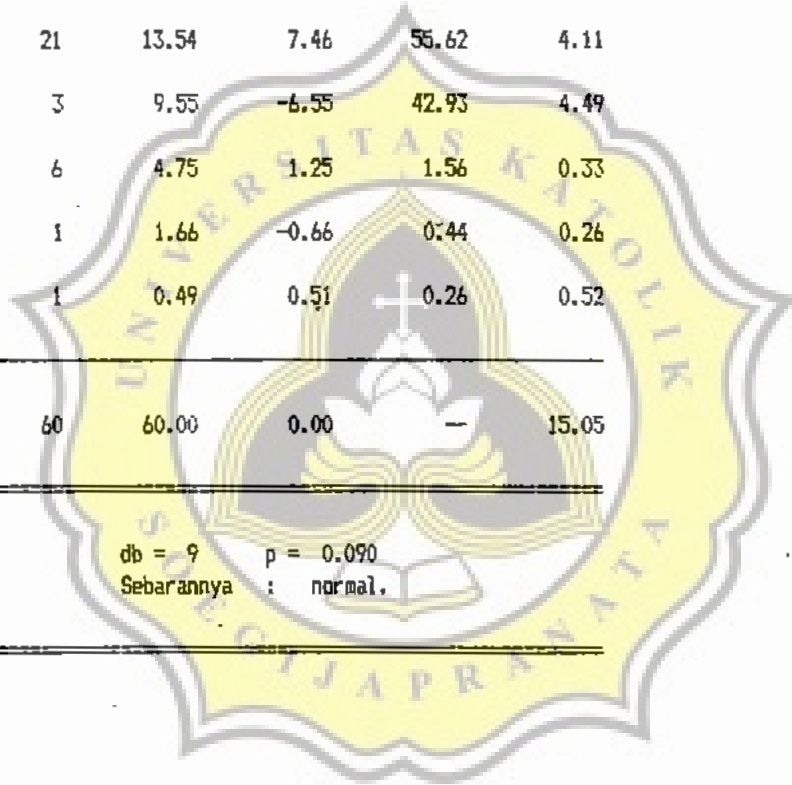 21 13.54 7.46 55.62 4.11
3 9.55 -6.55 42.93 4.49
6 4.75 1.25 1.56 0.33
1 1.66 -0.66 0.44 0.26
1 0.49 0.51 0.26 0.52
60 60.00 0.00 -- 15.05
db = 9 p = 0.090
Sebarannya : normal.
UNIVERSITAS KATOLIK
SOEGIJAPRANATA